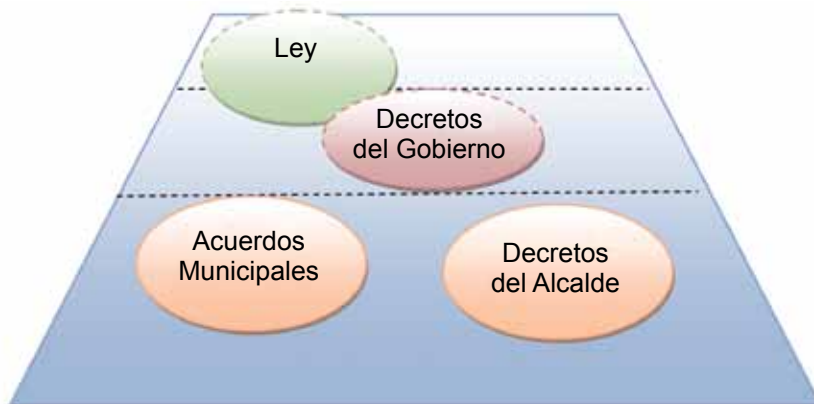 Ley
Decretos
del Gobierno
Acuerdos
Municipales
Decretos
del Alcalde